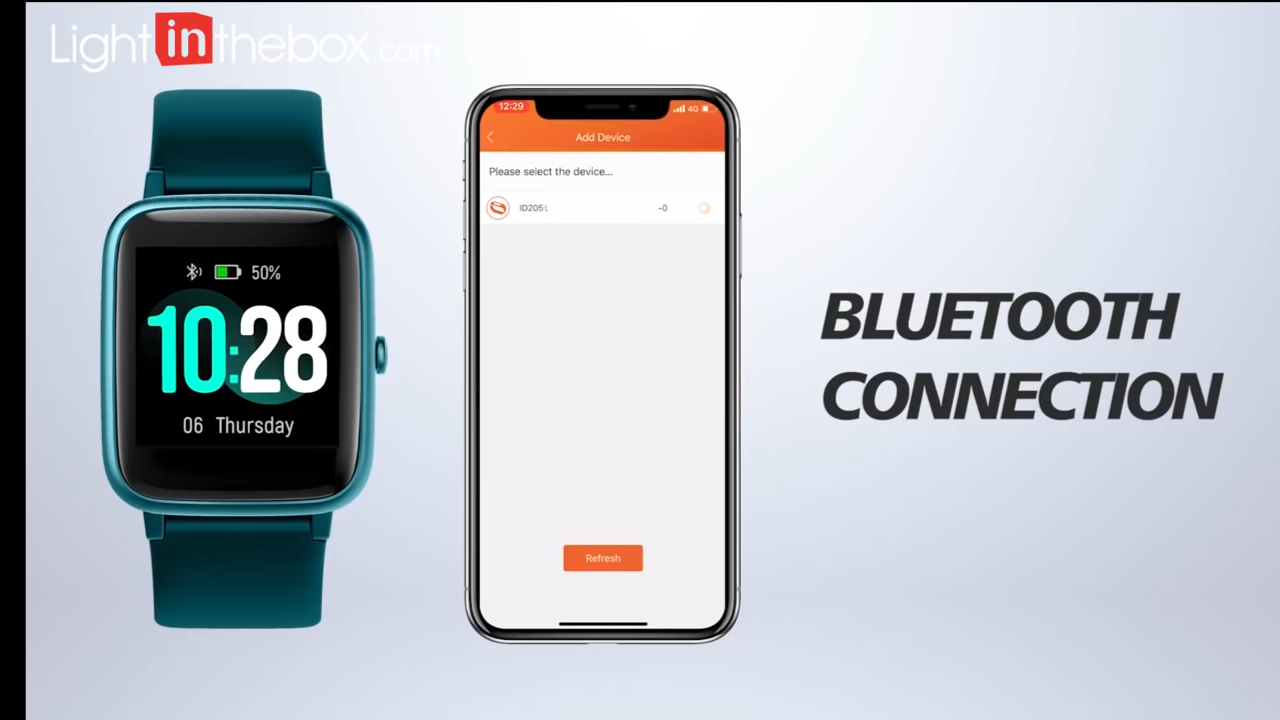 Lightinthebox.com
50%
10:28
06 Thursday
12:29
4G
Add Device
Please select the device...
ID205L -0
Refresh
BLUETOOTH
CONNECTION